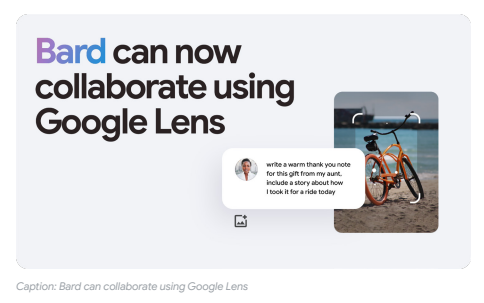 Bard can now
collaborate using
Google Lens
write a warm thank you note
for this gift from my aunt,
include a story about how
I took it for a ride today
Caption: Bard can collaborate using Google Lens